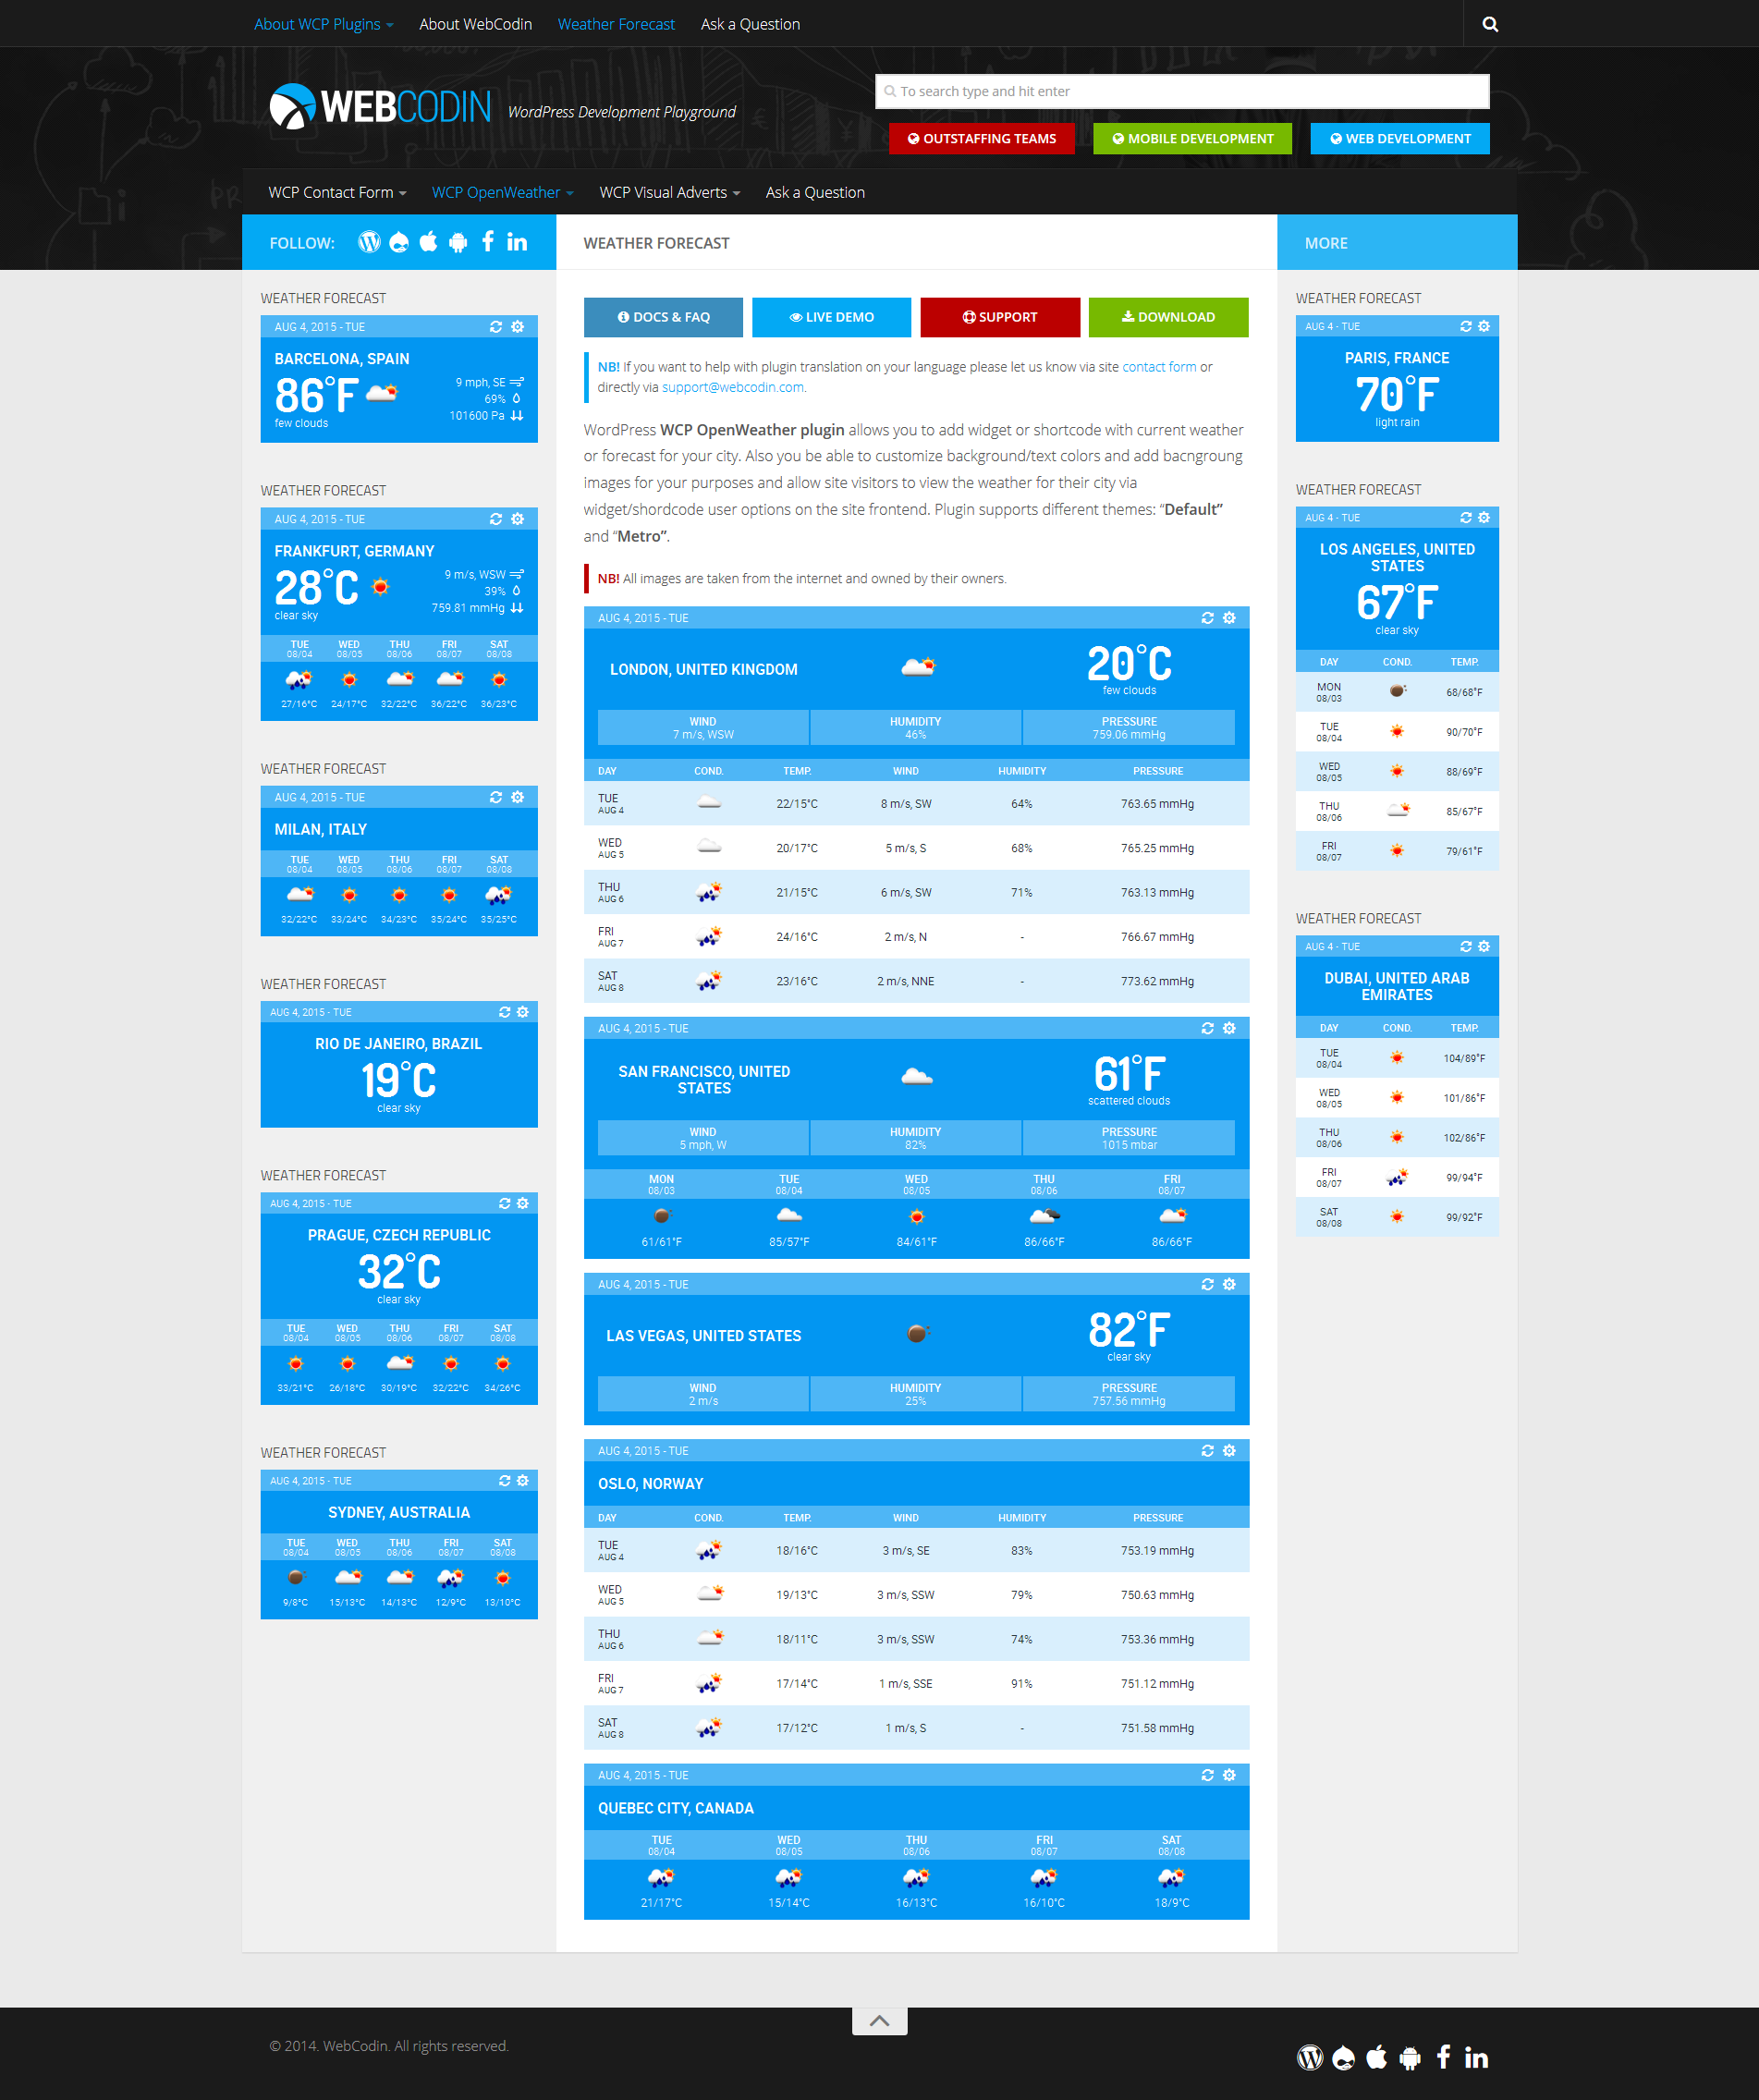 About WCP Plugins About WebCodin Weather Forecast Ask a Question
WEBCODIN WordPress Development Playground
To search type and hit enter
OUTSTAFFING TEAMS MOBILE DEVELOPMENT WEB DEVELOPMENT
WCP Contact Form WCP OpenWeather WCP Visual Adverts Ask a Question
FOLLOW:
WEATHER FORECAST
AUG 4, 2015 - TUE
BARCELONA, SPAIN
86°F
few clouds
9 mph, SE
69%
101600 Pa
WEATHER FORECAST
AUG 4, 2015 - TUE
FRANKFURT, GERMANY
28°C
clear sky
9 m/s, WSW
39%
759.81 mmHg
TUE WED THU FRI SAT
08/04 08/05 08/06 08/07 08/08
27/16°C 24/17°C 32/22°C 36/22°C 36/23°C
WEATHER FORECAST
AUG 4, 2015 - TUE
MILAN, ITALY
TUE WED THU FRI SAT
08/04 08/05 08/06 08/07 08/08
32/22°C 33/24°C 34/23°C 35/24°C 35/25°C
WEATHER FORECAST
AUG 4, 2015 - TUE
RIO DE JANEIRO, BRAZIL
19°C
clear sky
WEATHER FORECAST
AUG 4, 2015 - TUE
PRAGUE, CZECH REPUBLIC
32°C
clear sky
TUE WED THU FRI SAT
08/04 08/05 08/06 08/07 08/08
33/21°C 26/18°C 30/19°C 32/22°C 34/26°C
WEATHER FORECAST
AUG 4, 2015 - TUE
SYDNEY, AUSTRALIA
TUE WED THU FRI SAT
08/04 08/05 08/06 08/07 08/08
9/8°C 15/13°C 14/13°C 12/9°C 13/10°C
WEATHER FORECAST
DOCS & FAQ LIVE DEMO SUPPORT DOWNLOAD
NB! If you want to help with plugin translation on your language please let us know via site contact form or
directly via support@webcodin.com.
WordPress WCP OpenWeather plugin allows you to add widget or shortcode with current weather
or forecast for your city. Also you be able to customize background/text colors and add bacngroung
images for your purposes and allow site visitors to view the weather for their city via
widget/shordcode user options on the site frontend. Plugin supports different themes: “Default”
and “Metro”.
NB! All images are taken from the internet and owned by their owners.
AUG 4, 2015 - TUE
LONDON, UNITED KINGDOM
20°C
few clouds
WIND HUMIDITY PRESSURE
7 m/s, WSW 46% 759.06 mmHg
DAY COND. TEMP. WIND HUMIDITY PRESSURE
TUE
AUG 4
22/15°C 8 m/s, SW 64% 763.65 mmHg
WED
AUG 5
20/17°C 5 m/s, S 68% 765.25 mmHg
THU
AUG 6
21/15°C 6 m/s, SW 71% 763.13 mmHg
FRI
AUG 7
24/16°C 2 m/s, N - 766.67 mmHg
SAT
AUG 8
23/16°C 2 m/s, NNE - 773.62 mmHg
AUG 4, 2015 - TUE
SAN FRANCISCO, UNITED
STATES
61°F
scattered clouds
WIND HUMIDITY PRESSURE
5 mph, W 82% 1015 mbar
MON TUE WED THU FRI
08/03 08/04 08/05 08/06 08/07
61/61°F 85/57°F 84/61°F 86/66°F 86/66°F
AUG 4, 2015 - TUE
LAS VEGAS, UNITED STATES
82°F
clear sky
WIND HUMIDITY PRESSURE
2 m/s 25% 757.56 mmHg
AUG 4, 2015 - TUE
OSLO, NORWAY
DAY COND. TEMP. WIND HUMIDITY PRESSURE
TUE
AUG 4
18/16°C 3 m/s, SE 83% 753.19 mmHg
WED
AUG 5
19/13°C 3 m/s, SSW 79% 750.63 mmHg
THU
AUG 6
18/11°C 3 m/s, SSW 74% 753.36 mmHg
FRI
AUG 7
17/14°C 1 m/s, SSE 91% 751.12 mmHg
SAT
AUG 8
17/12°C 1 m/s, S - 751.58 mmHg
AUG 4, 2015 - TUE
QUEBEC CITY, CANADA
TUE WED THU FRI SAT
08/04 08/05 08/06 08/07 08/08
21/17°C 15/14°C 16/13°C 16/10°C 18/9°C
MORE
WEATHER FORECAST
AUG 4 - TUE
PARIS, FRANCE
70°F
light rain
WEATHER FORECAST
AUG 4 - TUE
LOS ANGELES, UNITED
STATES
67°F
clear sky
DAY COND. TEMP.
MON
08/03
68/68°F
TUE
08/04
90/70°F
WED
08/05
88/69°F
THU
08/06
85/67°F
FRI
08/07
79/61°F
WEATHER FORECAST
AUG 4 - TUE
DUBAI, UNITED ARAB
EMIRATES
DAY COND. TEMP.
TUE
08/04
104/89°F
WED
08/05
101/86°F
THU
08/06
102/86°F
FRI
08/07
99/94°F
SAT
08/08
99/92°F
© 2014. WebCodin. All rights reserved.